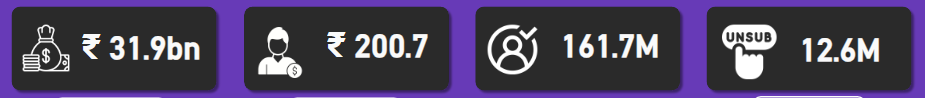 ₹ 31.9bn
₹ 200.7
161.7M
UNSUB
12.6M